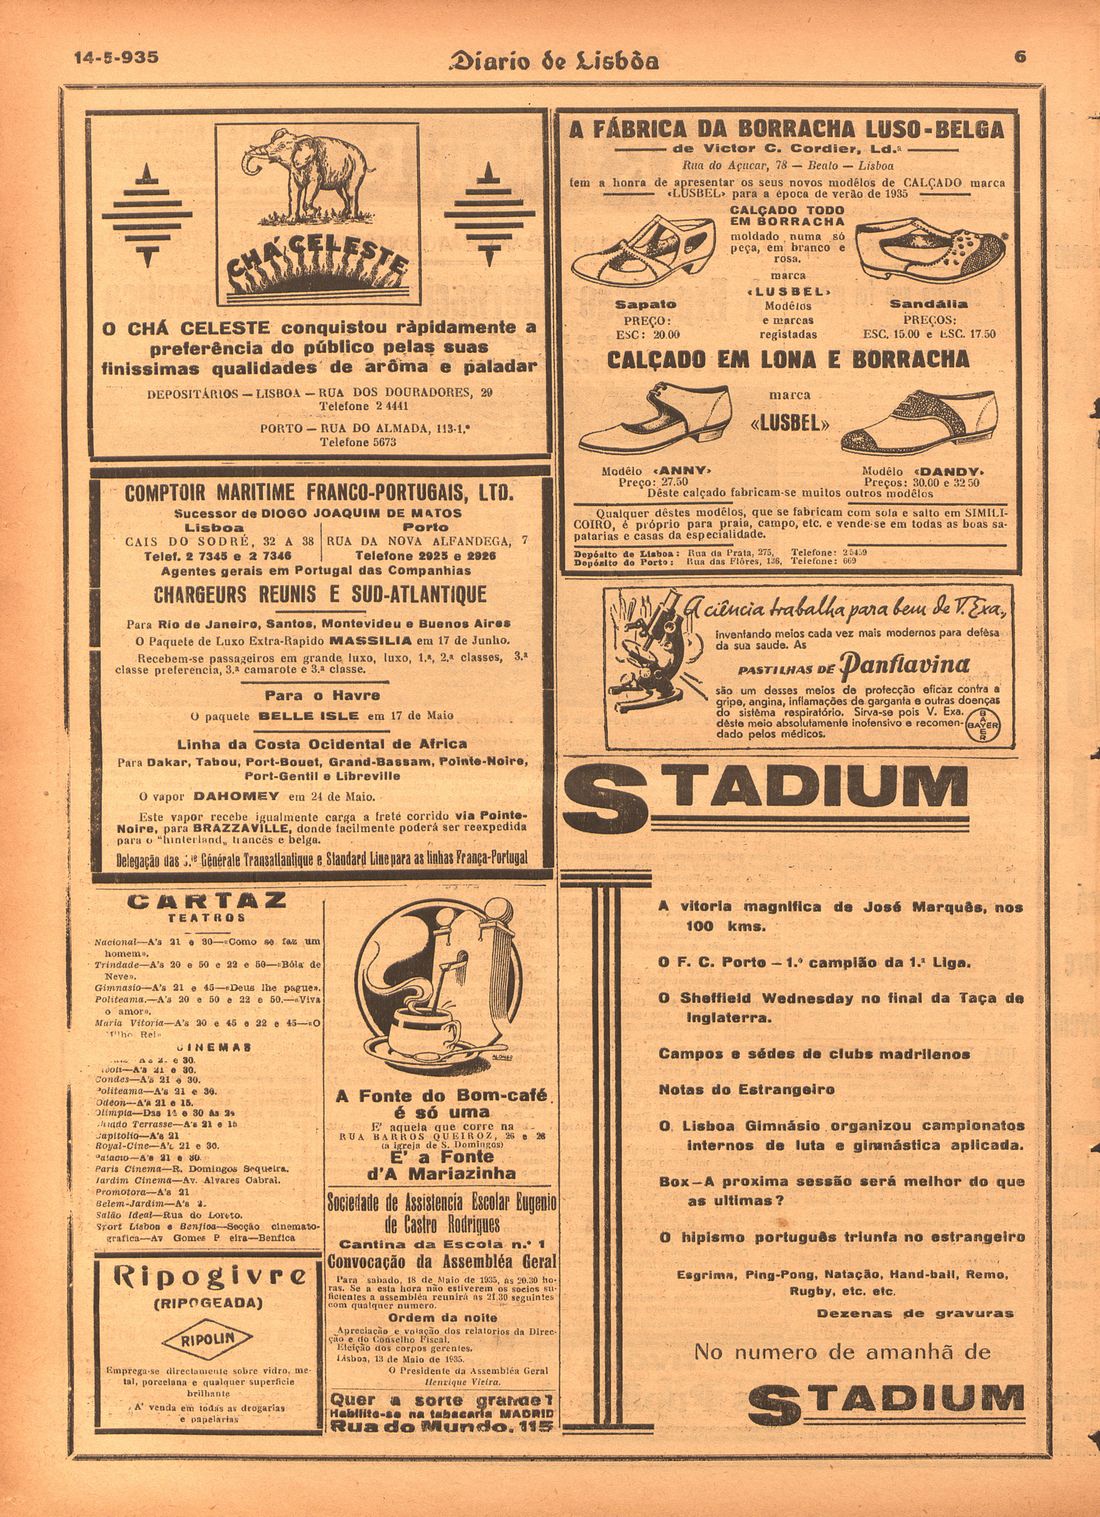 14-5-935
Diario de Lisbôa
6
CHÁ CELESTE
O CHÁ CELESTE conquistou ràpidamente a
preferência do público pelas suas
finissimas qualidades de arôma e paladar
DEPOSITÁRIOS — LISBOA — RUA DOS DOURADORES, 29
Telefone 2 4441
PORTO — RUA DO ALMADA, 113-1.º
Telefone 5673
COMPTOIR MARITIME FRANCO-PORTUGAIS, LTD.
Sucessor de DIOGO JOAQUIM DE MATOS
Lisboa
CAIS DO SODRÉ, 32 A 38
Telef. 2 7345 e 2 7346
Porto
RUA DA NOVA ALFANDEGA, 7
Telefone 2925 e 2926
Agentes gerais em Portugal das Companhias
CHARGEURS REUNIS E SUD-ATLANTIQUE
Para Rio de Janeiro, Santos, Montevideu e Buenos Aires
O Paquete de Luxo Extra-Rapido MASSILIA em 17 de Junho.
Recebem-se passageiros em grande luxo, luxo, 1.ª, 2.ª classes, 3.ª
classe preferencia, 3.ª camarote e 3.ª classe.
Para o Havre
O paquete BELLE ISLE em 17 de Maio
Linha da Costa Ocidental de Africa
Para Dakar, Tabou, Port-Bouet, Grand-Bassam, Pointe-Noire,
Port-Gentil e Libreville
O vapor DAHOMEY em 24 de Maio.
Este vapor recebe igualmente carga a frete corrido via Pointe-
Noire, para BRAZZAVILLE, donde facilmente poderá ser reexpedida
para o "hinterland„ francês e belga.
Delegação das Générale Transatlantique e Standard Line para as linhas França-Portugal
CARTAZ
TEATROS
Nacional—A's 21 e 30—«Como se faz um
homem».
Trindade—A's 20 e 50 e 22 e 50—«Bóla de
Neve».
Gimnasio—A's 21 e 45—«Deus lhe pague».
Politeama.—A's 20 e 50 e 22 e 50.—«Viva
o amor».
Maria Vitoria—A's 20 e 45 e 22 e 45—«O
Rei»
CINEMAS
e 30.
A's 21 e 30.
Condes—A's 21 e 30.
Politeama—A's 21 e 30.
Odéon—A's 21 e 15.
Olimpia—Das 14 e 30 ás 24
Chiado Terrasse—A's 21 e 15
Capitolio—A's 21
Royal-Cine—A's 21 e 30.
Palacio—A's 21 e 30.
Paris Cinema—R. Domingos Sequeira.
Jardim Cinema—Av. Alvares Cabral.
Promotora—A's 21
Belem-Jardim—A's
Salão Ideal—Rua do Loreto.
Sport Lisboa e Benfica—Secção cinemato-
grafica—Av Gomes Pereira—Benfica
Ripogivre
(RIPOGEADA)
RIPOLIN
Emprega-se directamente sobre vidro, me-
tal, porcelana e qualquer superficie
brilhante
A' venda em todas as drogarias
e papelarias
A Fonte do Bom-café
é só uma
E' aquela que corre na
RUA BARROS QUEIROZ, 26 e 28
(a igreja de S. Domingos)
E' a Fonte
d'A Mariazinha
Sociedade de Assistencia Escolar Eugenio
de Castro Rodrigues
Cantina da Escola n.º 1
Convocação da Assembléa Geral
Para sabado, 18 de Maio de 1935, ás 20.30 ho-
ras. Se a esta hora não estiverem os socios su-
ficientes a assembléa reunirá ás 21.30 seguintes
com qualquer numero.
Ordem da noite
Apreciação e votação dos relatorios da Direc-
ção e do Conselho Fiscal.
Eleição dos corpos gerentes.
Lisboa, 13 de Maio de 1935.
O Presidente da Assembléa Geral
Henrique Vieira.
Quer a sorte grande?
Habilite-se na tabacaria MADRID
Rua do Mundo, 115
A FÁBRICA DA BORRACHA LUSO-BELGA
de Victor C. Cordier, Ld.ª
Rua do Açucar, 78 — Beato — Lisboa
tem a honra de apresentar os seus novos modêlos de CALÇADO marca
«LUSBEL» para a época de verão de 1935
CALÇADO TODO
EM BORRACHA
moldado numa só
peça, em branco e
rosa.
marca
«LUSBEL»
Modêlos
e marcas
registadas
Sapato
PREÇO:
ESC: 20.00
Sandália
PREÇOS:
ESC. 15.00 e ESC. 17.50
CALÇADO EM LONA E BORRACHA
marca
«LUSBEL»
Modêlo «ANNY»
Preço: 27.50
Modêlo «DANDY»
Preços: 30.00 e 32 50
Dêste calçado fabricam-se muitos outros modêlos
Qualquer dêstes modêlos, que se fabricam com sola e salto em SIMILI-
COIRO, é próprio para praia, campo, etc. e vende-se em todas as boas sa-
patarias e casas da especialidade.
Depósito de Lisboa: Rua da Prata, 275, Telefone: 25459
Depósito do Porto: Rua das Flôres, 136, Telefone: 669
A ciência trabalha para bem de V. Exa.,
inventando meios cada vez mais modernos para defêsa
da sua saude. As
PASTILHAS DE Panflavina
são um desses meios de protecção eficaz contra a
gripe, angina, inflamações de garganta e outras doenças
do sistêma respiratório. Sirva-se pois V. Exa.
dêste meio absolutamente inofensivo e recomen-
dado pelos médicos.
BAYER
STADIUM
A vitoria magnifica de José Marquês, nos
100 kms.
O F. C. Porto — 1.º campião da 1.ª Liga.
O Sheffield Wednesday no final da Taça de
Inglaterra.
Campos e sédes de clubs madrilenos
Notas do Estrangeiro
O Lisboa Gimnásio organizou campionatos
internos de luta e gimnástica aplicada.
Box—A proxima sessão será melhor do que
as ultimas?
O hipismo português triunfa no estrangeiro
Esgrima, Ping-Pong, Natação, Hand-ball, Remo,
Rugby, etc. etc.
Dezenas de gravuras
No numero de amanhã de
STADIUM